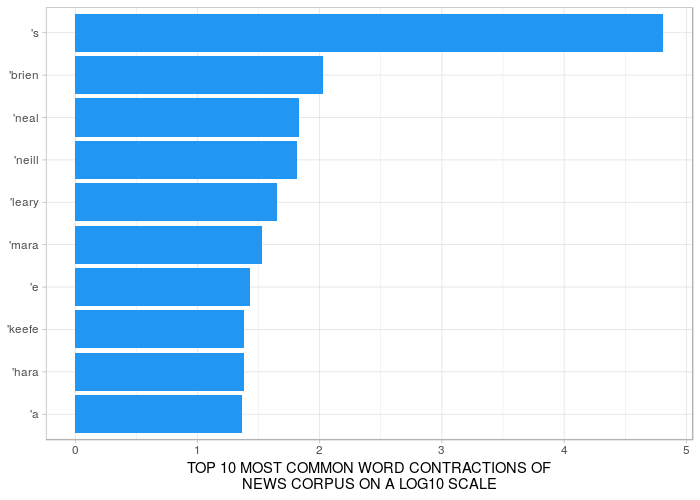 's
'brien
'neal
'neill
'leary
'mara
'e
'keefe
'hara
'a
0 1 2 3 4 5
TOP 10 MOST COMMON WORD CONTRACTIONS OF
NEWS CORPUS ON A LOG10 SCALE